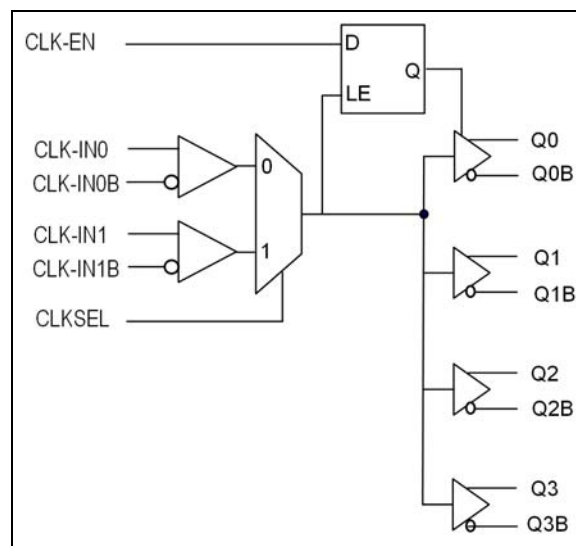 CLK-EN
D
Q
LE
CLK-IN0
CLK-IN0B
0
CLK-IN1
CLK-IN1B
1
CLKSEL
Q0
Q0B
Q1
Q1B
Q2
Q2B
Q3
Q3B